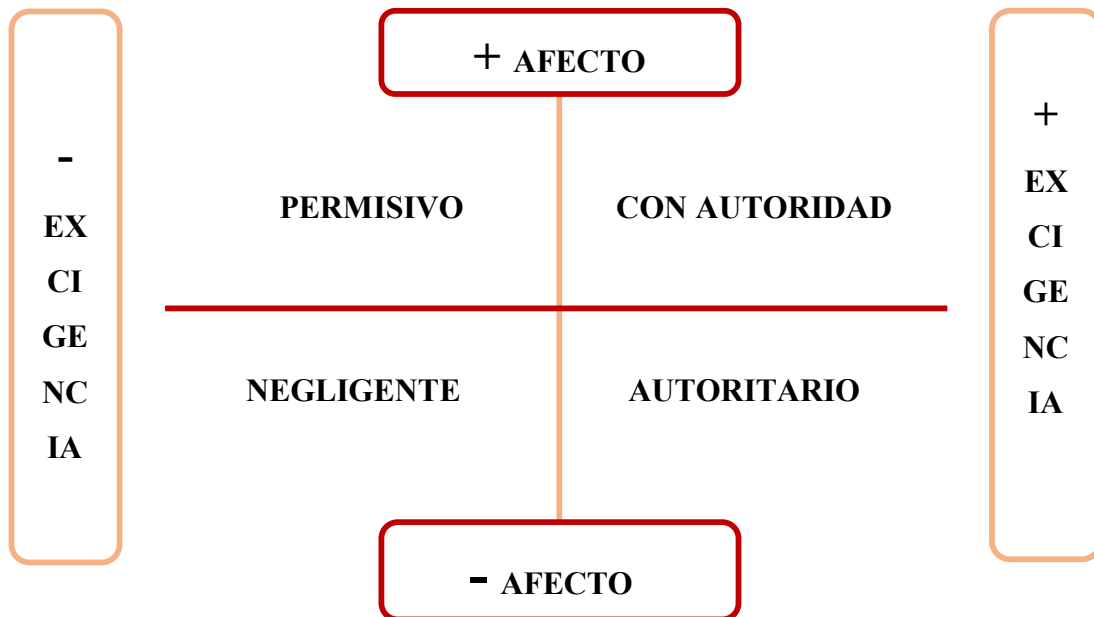 + AFECTO
-
EX
CI
GE
NC
IA
PERMISIVO
CON AUTORIDAD
+
EX
CI
GE
NC
IA
NEGLIGENTE
AUTORITARIO
- AFECTO